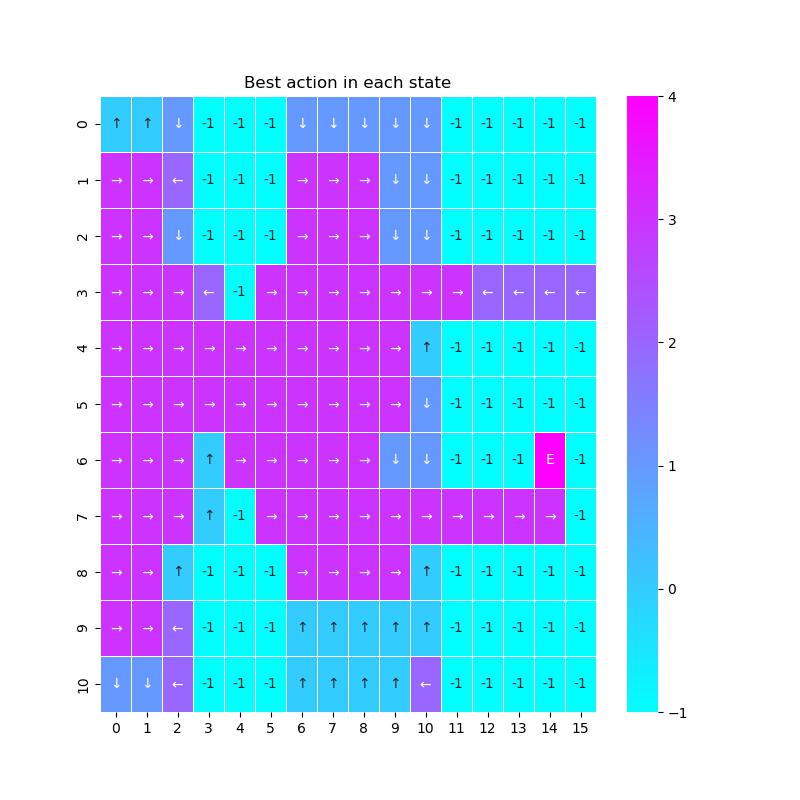 Best action in each state
0 ↑ ↑ ↓ -1 -1 -1 ↓ ↓ ↓ ↓ ↓ -1 -1 -1 -1 -1
1 → → ← -1 -1 -1 → → → ↓ ↓ -1 -1 -1 -1 -1
2 → → ↓ -1 -1 -1 → → → ↓ ↓ -1 -1 -1 -1 -1
3 → → → ← -1 → → → → → → → ← ← ← ←
4 → → → → → → → → → → ↑ -1 -1 -1 -1 -1
5 → → → → → → → → → → ↓ -1 -1 -1 -1 -1
6 → → → ↑ → → → → → ↓ ↓ -1 -1 -1 E -1
7 → → → ↑ -1 → → → → → → → → → → -1
8 → → ↑ -1 -1 -1 → → → → ↑ -1 -1 -1 -1 -1
9 → → ← -1 -1 -1 ↑ ↑ ↑ ↑ ↑ -1 -1 -1 -1 -1
10 ↓ ↓ ← -1 -1 -1 ↑ ↑ ↑ ↑ ← -1 -1 -1 -1 -1
0 1 2 3 4 5 6 7 8 9 10 11 12 13 14 15
4
3
2
1
0
−1